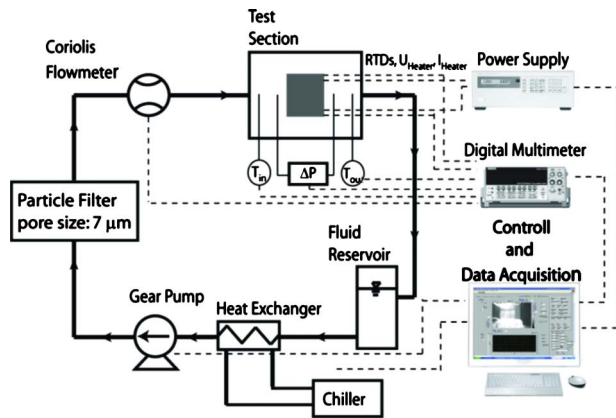 Test
Section
Coriolis
Flowmeter
RTDs, U_Heater, I_Heater
Power Supply
T_in
ΔP
T_ou
Digital Multimeter
Particle Filter
pore size: 7 μm
Controll
and
Data Acquisition
Fluid
Reservoir
Gear Pump
Heat Exchanger
Chiller